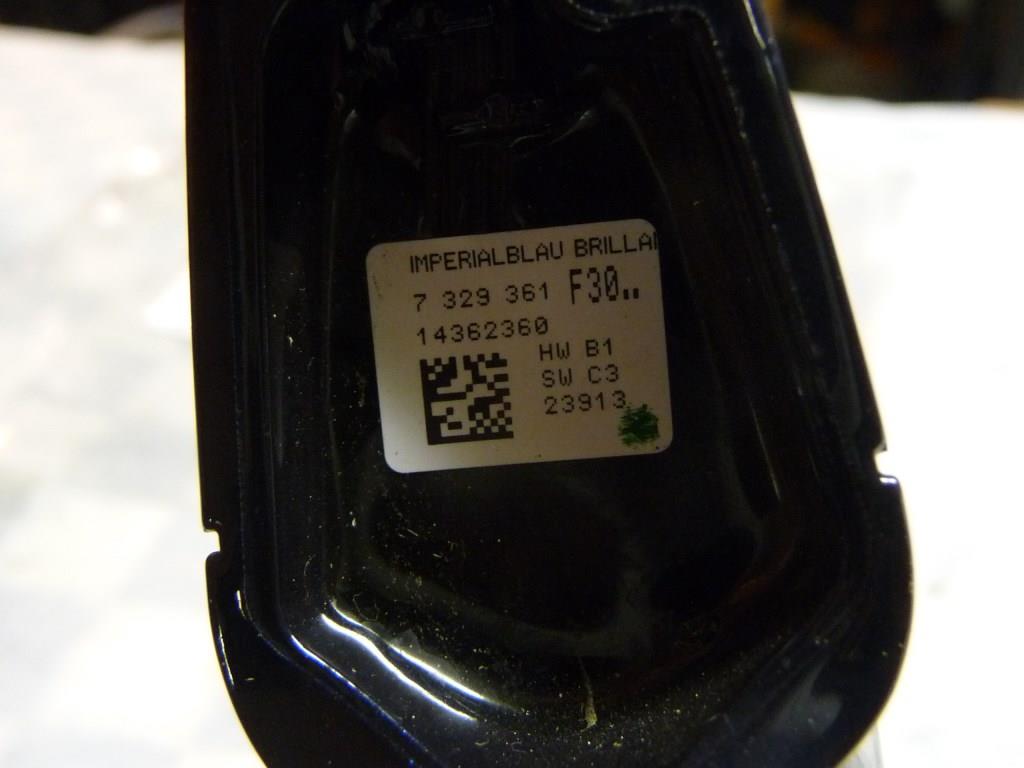 IMPERIALBLAU BRILLA
7 329 361 F30..
14362360
HW B1
SW C3
23913